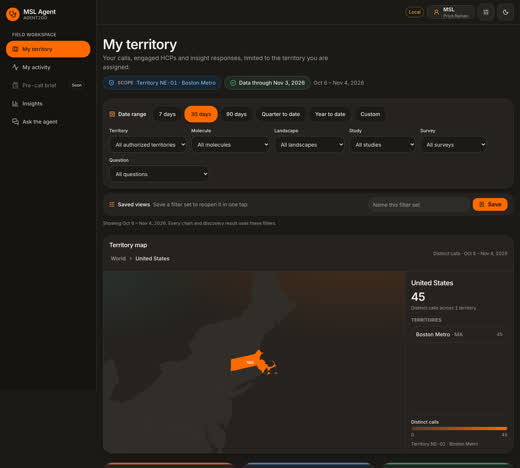 MSL Agent
AGENT2GO
Local
MSL
Priya Raman
FIELD WORKSPACE
My territory
My activity
Pre-call brief
Soon
Insights
Ask the agent
My territory
Your calls, engaged HCPs and insight responses, limited to the territory you are
assigned.
SCOPE Territory NE-01 · Boston Metro
Data through Nov 3, 2026
Oct 6 – Nov 4, 2026
Date range
7 days
30 days
90 days
Quarter to date
Year to date
Custom
Territory
Molecule
Landscape
Study
Survey
All authorized territories
All molecules
All landscapes
All studies
All surveys
Question
All questions
Saved views Save a filter set to reopen it in one tap.
Name this filter set
Save
Showing Oct 6 – Nov 4, 2026. Every chart and discovery result uses these filters.
Territory map
World > United States
Distinct calls · Oct 6 – Nov 4, 2026
United States
45
Distinct calls across 1 territory
TERRITORIES
Boston Metro · MA
45
MA
Distinct calls
0
45
Territory NE-01 · Boston Metro